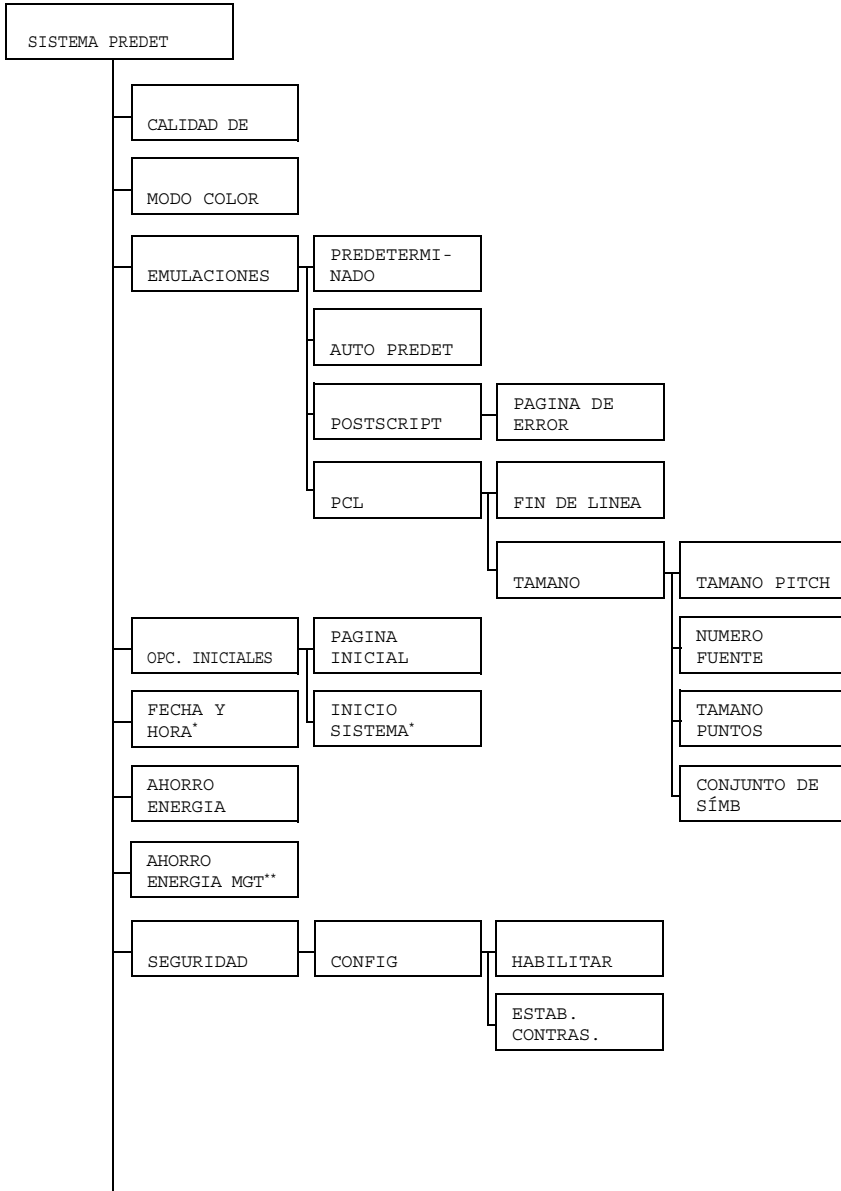 SISTEMA PREDET
CALIDAD DE
MODO COLOR
EMULACIONES
PREDETERMI-
NADO
AUTO PREDET
POSTSCRIPT
PAGINA DE
ERROR
PCL
FIN DE LINEA
TAMANO
TAMANO PITCH
NUMERO
FUENTE
TAMANO
PUNTOS
CONJUNTO DE
SÍMB
OPC. INICIALES
PAGINA
INICIAL
INICIO
SISTEMA*
FECHA Y
HORA*
AHORRO
ENERGIA
AHORRO
ENERGIA MGT**
SEGURIDAD
CONFIG
HABILITAR
ESTAB.
CONTRAS.